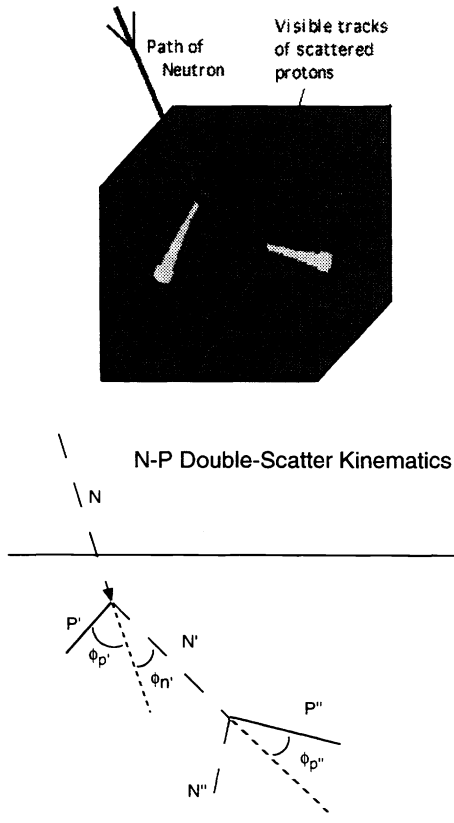 Path of
Neutron
Visible tracks
of scattered
protons
N-P Double-Scatter Kinematics
N
P'
ϕp'
N'
ϕn'
P"
ϕp"
N"